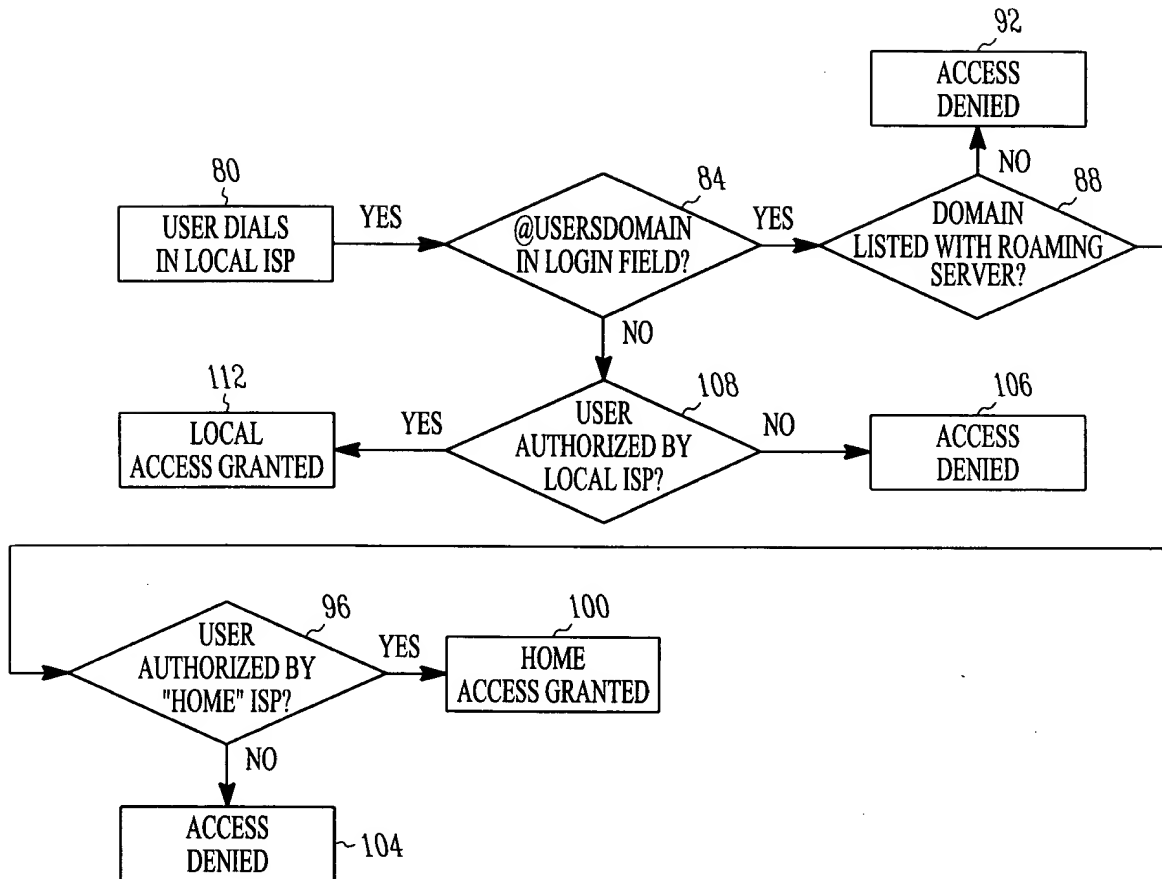 92
ACCESS
DENIED
NO
80
USER DIALS
IN LOCAL ISP
YES
84
@USERSDOMAIN
IN LOGIN FIELD?
YES
88
DOMAIN
LISTED WITH ROAMING
SERVER?
NO
112
LOCAL
ACCESS GRANTED
YES
108
USER
AUTHORIZED BY
LOCAL ISP?
NO
106
ACCESS
DENIED
96
USER
AUTHORIZED BY
"HOME" ISP?
YES
100
HOME
ACCESS GRANTED
NO
ACCESS
DENIED
104